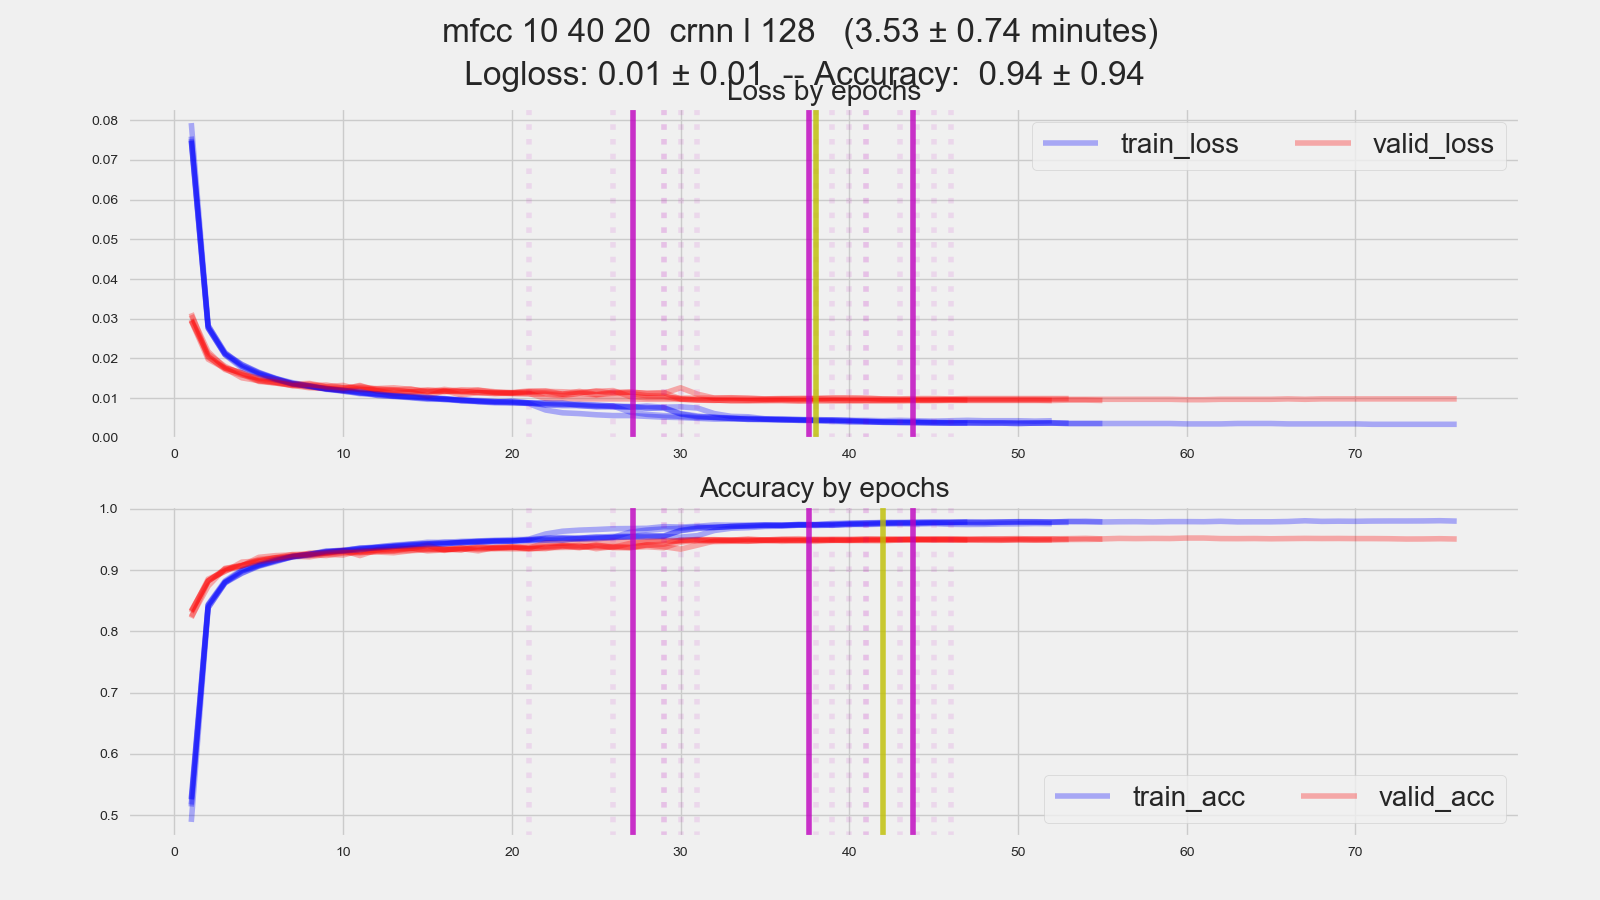 mfcc 10 40 20  crnn l 128   (3.53 ± 0.74 minutes)
Logloss: 0.01 ± 0.01  -- Accuracy:  0.94 ± 0.94
Loss by epochs
0.08
0.07
0.06
0.05
0.04
0.03
0.02
0.01
0.00
train_loss valid_loss
0 10 20 30 40 50 60 70
Accuracy by epochs
1.0
0.9
0.8
0.7
0.6
0.5
train_acc valid_acc
0 10 20 30 40 50 60 70